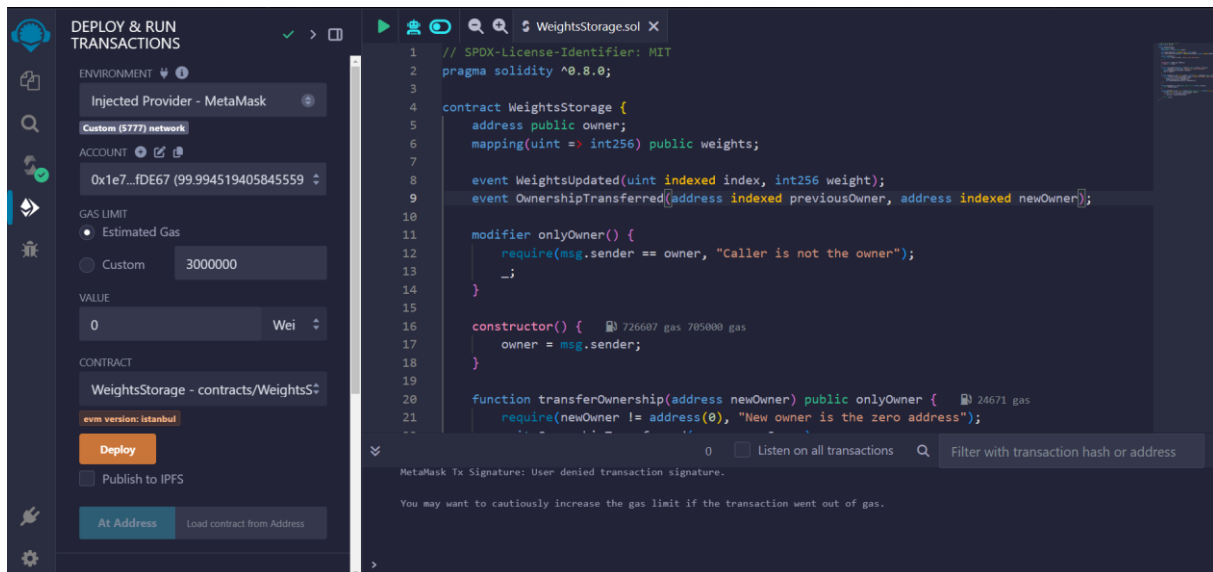 DEPLOY & RUN
TRANSACTIONS
ENVIRONMENT
Injected Provider - MetaMask
Custom (5777) network
ACCOUNT
0x1e7...fDE67 (99.994519405845559
GAS LIMIT
Estimated Gas
Custom
3000000
VALUE
0
Wei
CONTRACT
WeightsStorage - contracts/WeightsS
evm version: istanbul
Deploy
Publish to IPFS
At Address
Load contract from Address
WeightsStorage.sol
1 // SPDX-License-Identifier: MIT
2 pragma solidity ^0.8.0;
3
4 contract WeightsStorage {
5 address public owner;
6 mapping(uint => int256) public weights;
7
8 event WeightsUpdated(uint indexed index, int256 weight);
9 event OwnershipTransferred(address indexed previousOwner, address indexed newOwner);
10
11 modifier onlyOwner() {
12 require(msg.sender == owner, "Caller is not the owner");
13 _;
14 }
15
16 constructor() { 726607 gas 705000 gas
17 owner = msg.sender;
18 }
19
20 function transferOwnership(address newOwner) public onlyOwner { 24671 gas
21 require(newOwner != address(0), "New owner is the zero address");
0
Listen on all transactions
Filter with transaction hash or address
MetaMask Tx Signature: User denied transaction signature.
You may want to cautiously increase the gas limit if the transaction went out of gas.
>